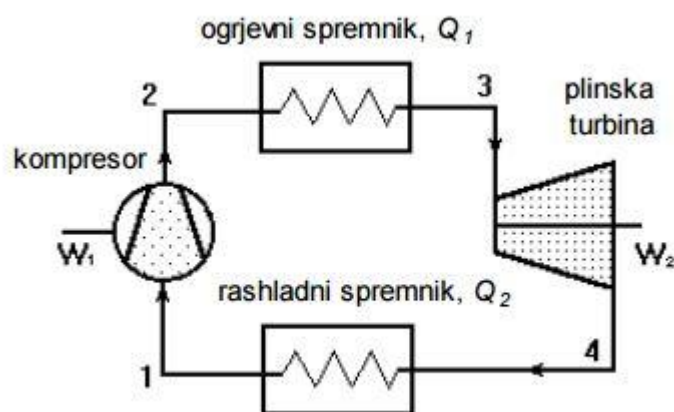 ogrjevni spremnik, Q₁
2
3
plinska
turbina
kompresor
W₁
W₂
rashladni spremnik, Q₂
1
4